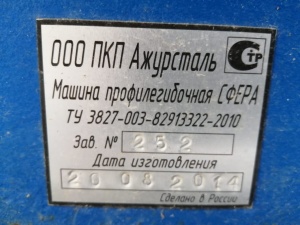 ООО ПКП Ажурсталь
СТР
Машина профилегибочная СФЕРА
ТУ 3827-003-82913322-2010
Зав. № 252
Дата изготовления
20 08 2014
Сделано в России